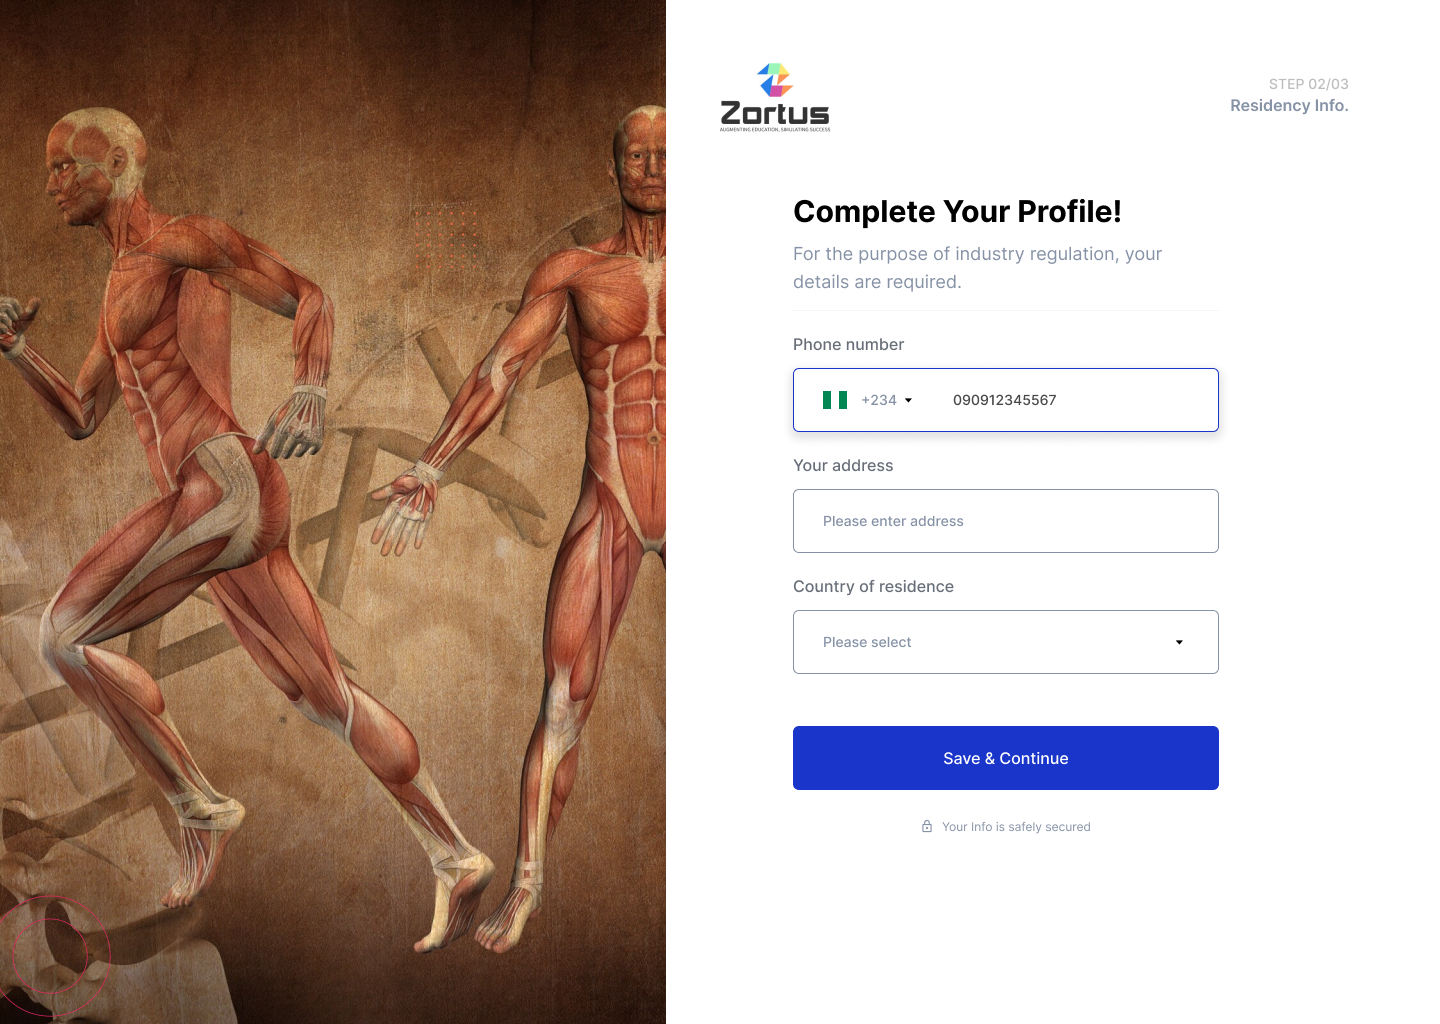 Zortus
AUGMENTING EDUCATION, SIMULATING SUCCESS
STEP 02/03
Residency Info.
Complete Your Profile!
For the purpose of industry regulation, your
details are required.
Phone number
+234 090912345567
Your address
Please enter address
Country of residence
Please select
Save & Continue
Your Info is safely secured